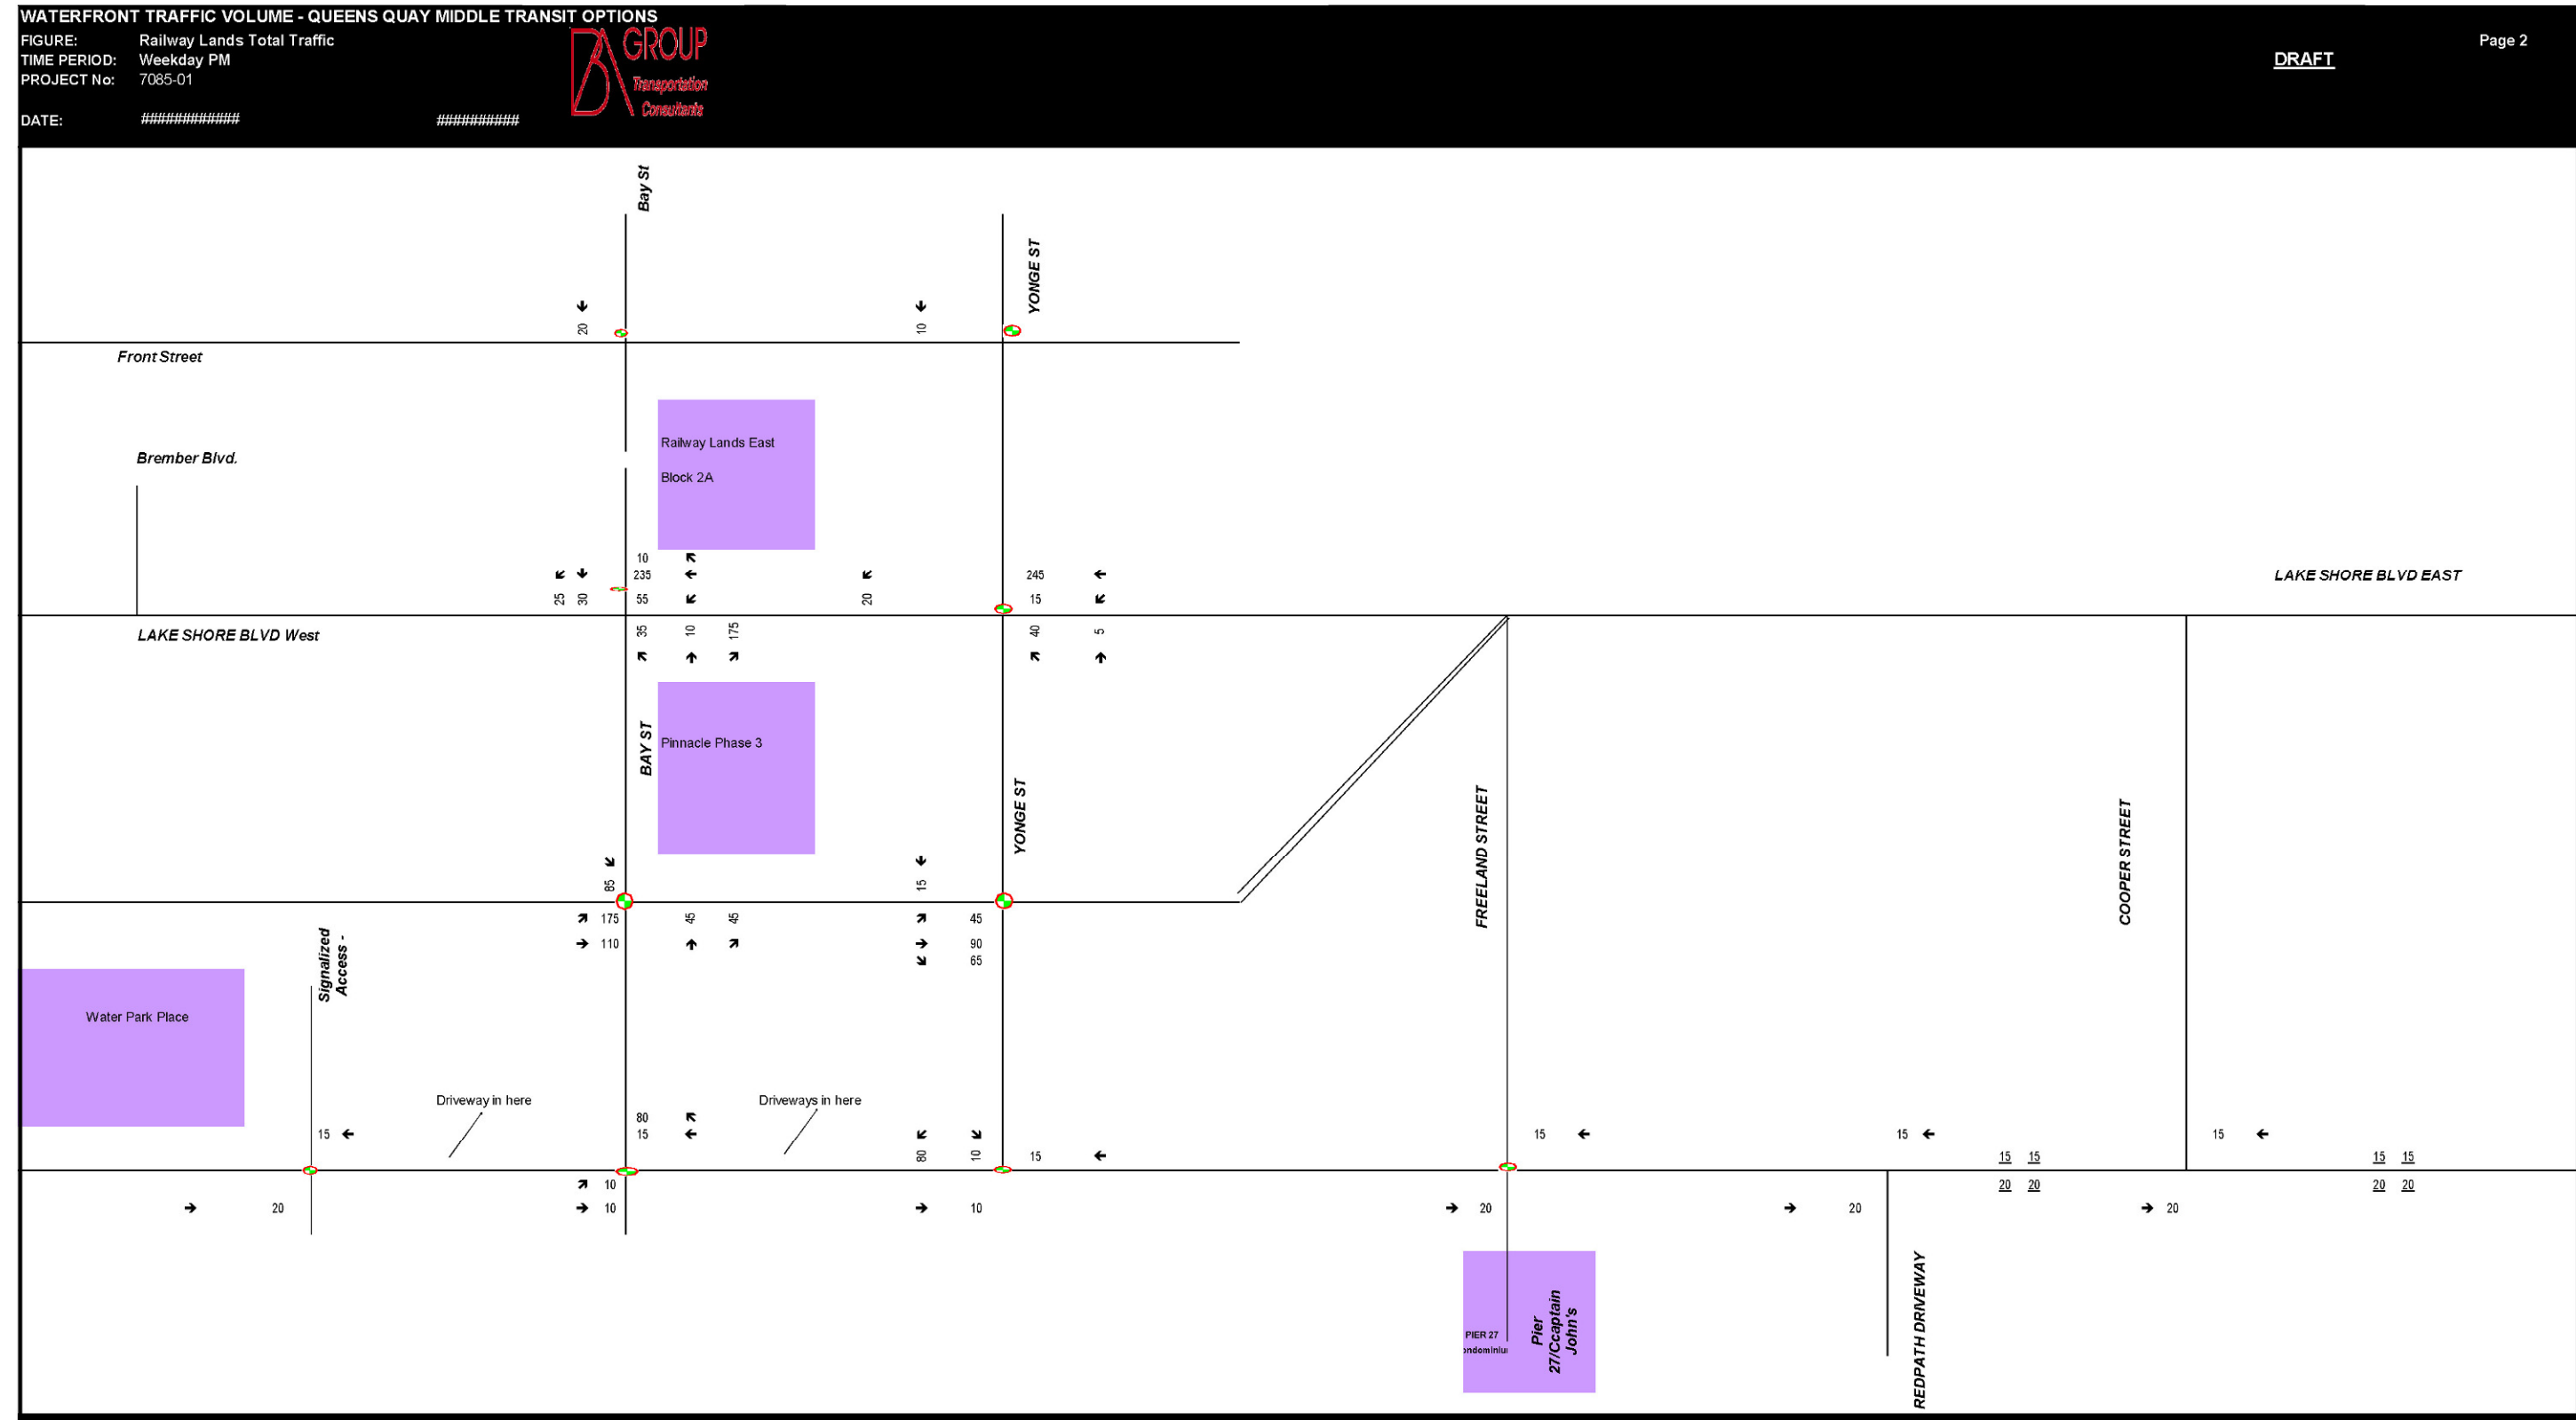 WATERFRONT TRAFFIC VOLUME - QUEENS QUAY MIDDLE TRANSIT OPTIONS
FIGURE: Railway Lands Total Traffic
TIME PERIOD: Weekday PM
PROJECT No: 7085-01
DATE: ############ ##########
BA GROUP
Transportation
Consultants
DRAFT
Page 2
Bay St
YONGE ST
20 10
Front Street
Railway Lands East
Block 2A
Brember Blvd.
10
235 245
25 30 55 20 15
LAKE SHORE BLVD EAST
LAKE SHORE BLVD West
35 10 175 40 5
BAY ST
Pinnacle Phase 3
YONGE ST
FREELAND STREET
COOPER STREET
85 15
175 45 45 45
110 90
65
Signalized
Access -
Water Park Place
Driveway in here
Driveways in here
80
15 15 15 15 15
80 10 15 15 15 15 15
10 20 20 20 20
20 10 10 20 20 20
PIER 27
ondominiu
Pier
27/Ccaptain
John's
REDPATH DRIVEWAY